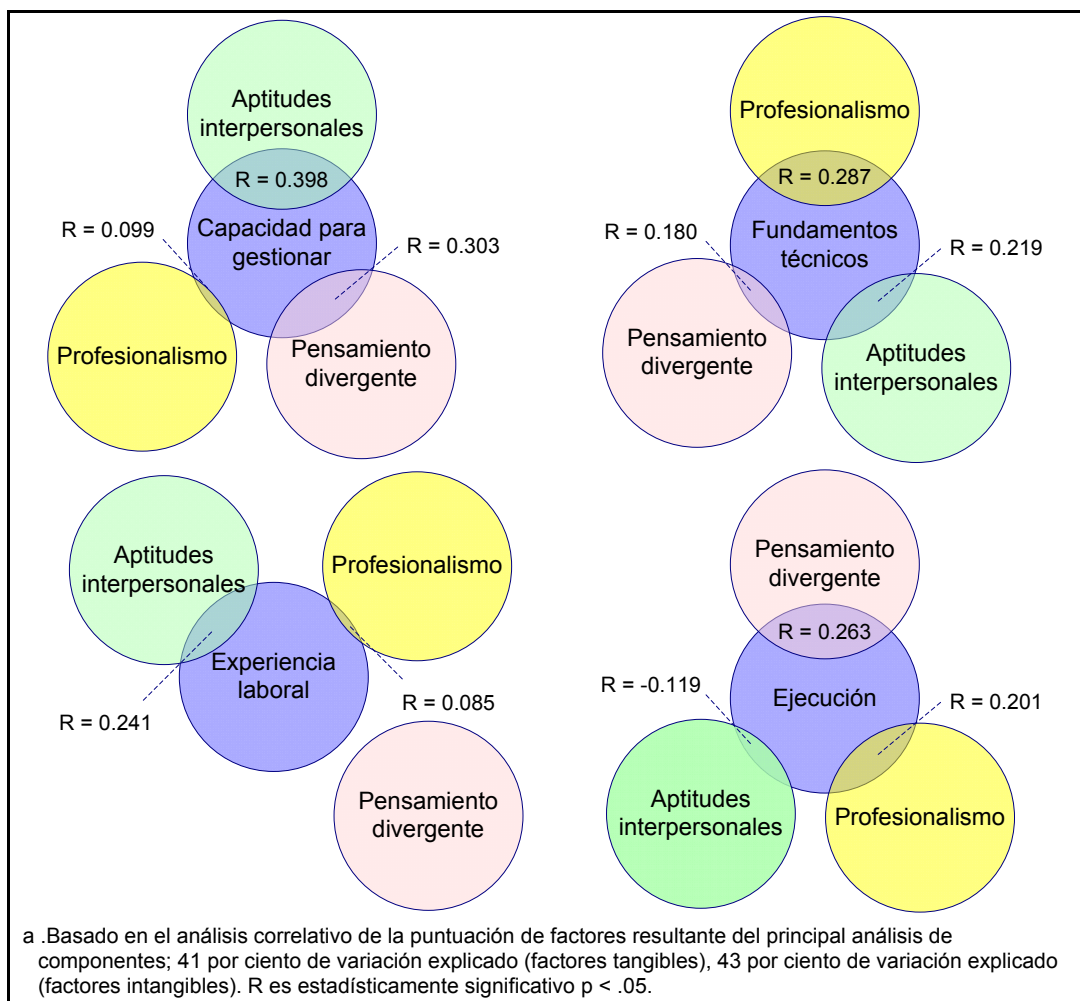 Aptitudes
interpersonales
R = 0.398
Capacidad para
gestionar
R = 0.099
R = 0.303
Profesionalismo
Pensamiento
divergente
Profesionalismo
R = 0.287
Fundamentos
técnicos
R = 0.180
R = 0.219
Pensamiento
divergente
Aptitudes
interpersonales
Aptitudes
interpersonales
Profesionalismo
Experiencia
laboral
R = 0.241
R = 0.085
Pensamiento
divergente
Pensamiento
divergente
R = 0.263
Ejecución
R = -0.119
R = 0.201
Aptitudes
interpersonales
Profesionalismo
a .Basado en el análisis correlativo de la puntuación de factores resultante del principal análisis de
componentes; 41 por ciento de variación explicado (factores tangibles), 43 por ciento de variación explicado
(factores intangibles). R es estadísticamente significativo p < .05.